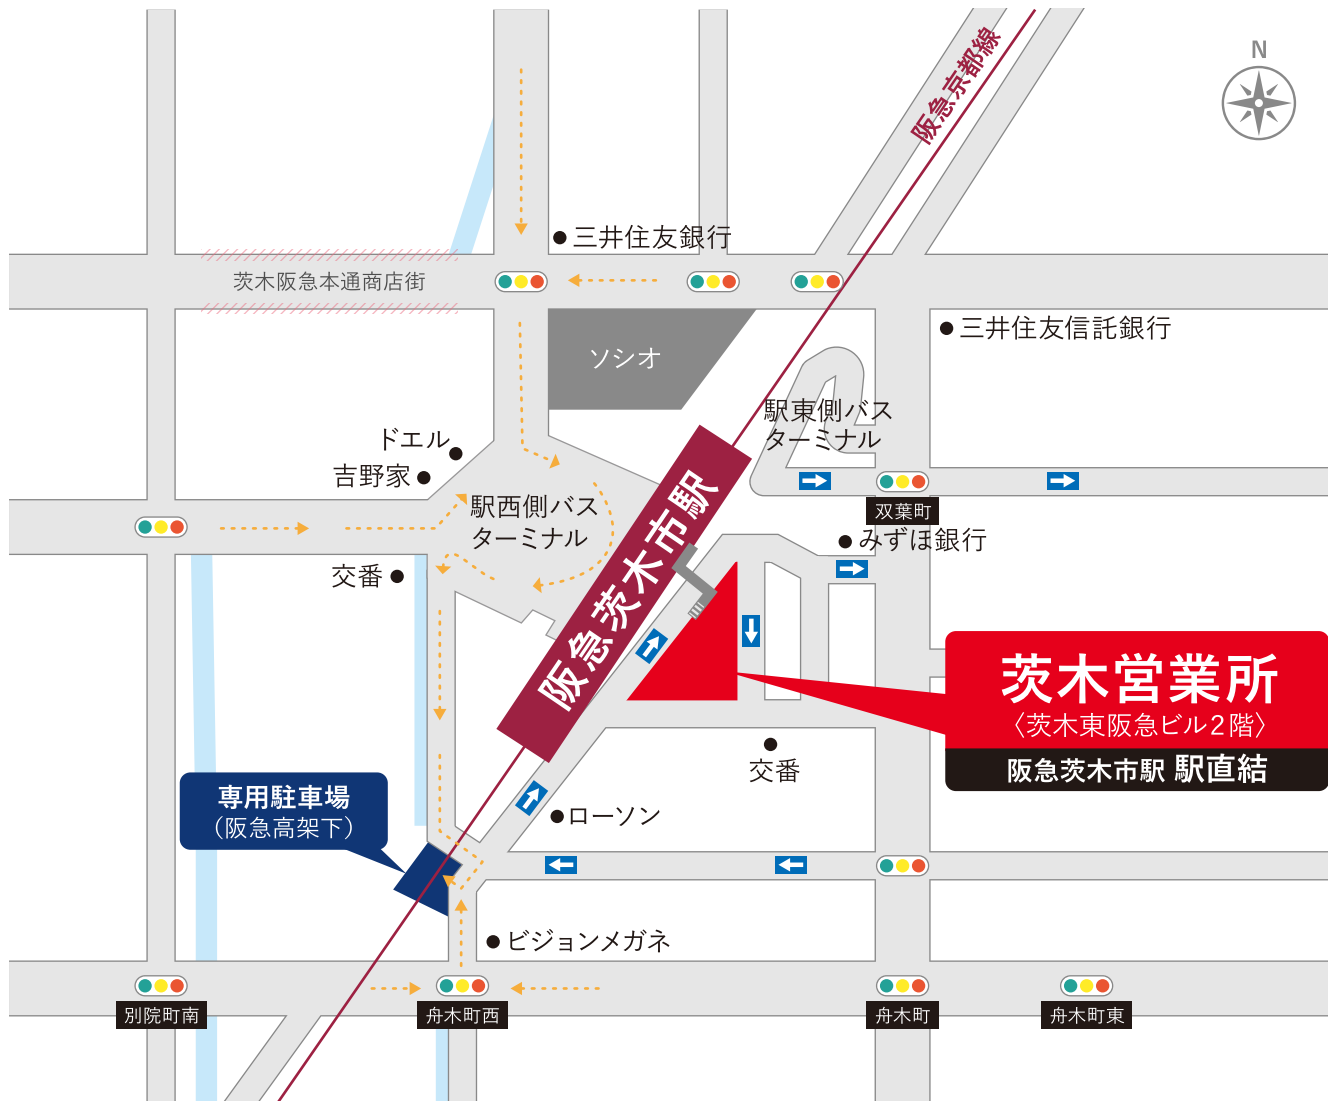 N
阪急京都線
三井住友銀行
茨木阪急本通商店街
三井住友信託銀行
ソシオ
駅東側バス
ターミナル
ドエル
吉野家
駅西側バス
ターミナル
阪急茨木市駅
双葉町
みずほ銀行
交番
茨木営業所
〈茨木東阪急ビル2階〉
阪急茨木市駅 駅直結
交番
専用駐車場
（阪急高架下）
ローソン
ビジョンメガネ
別院町南
舟木町西
舟木町
舟木町東